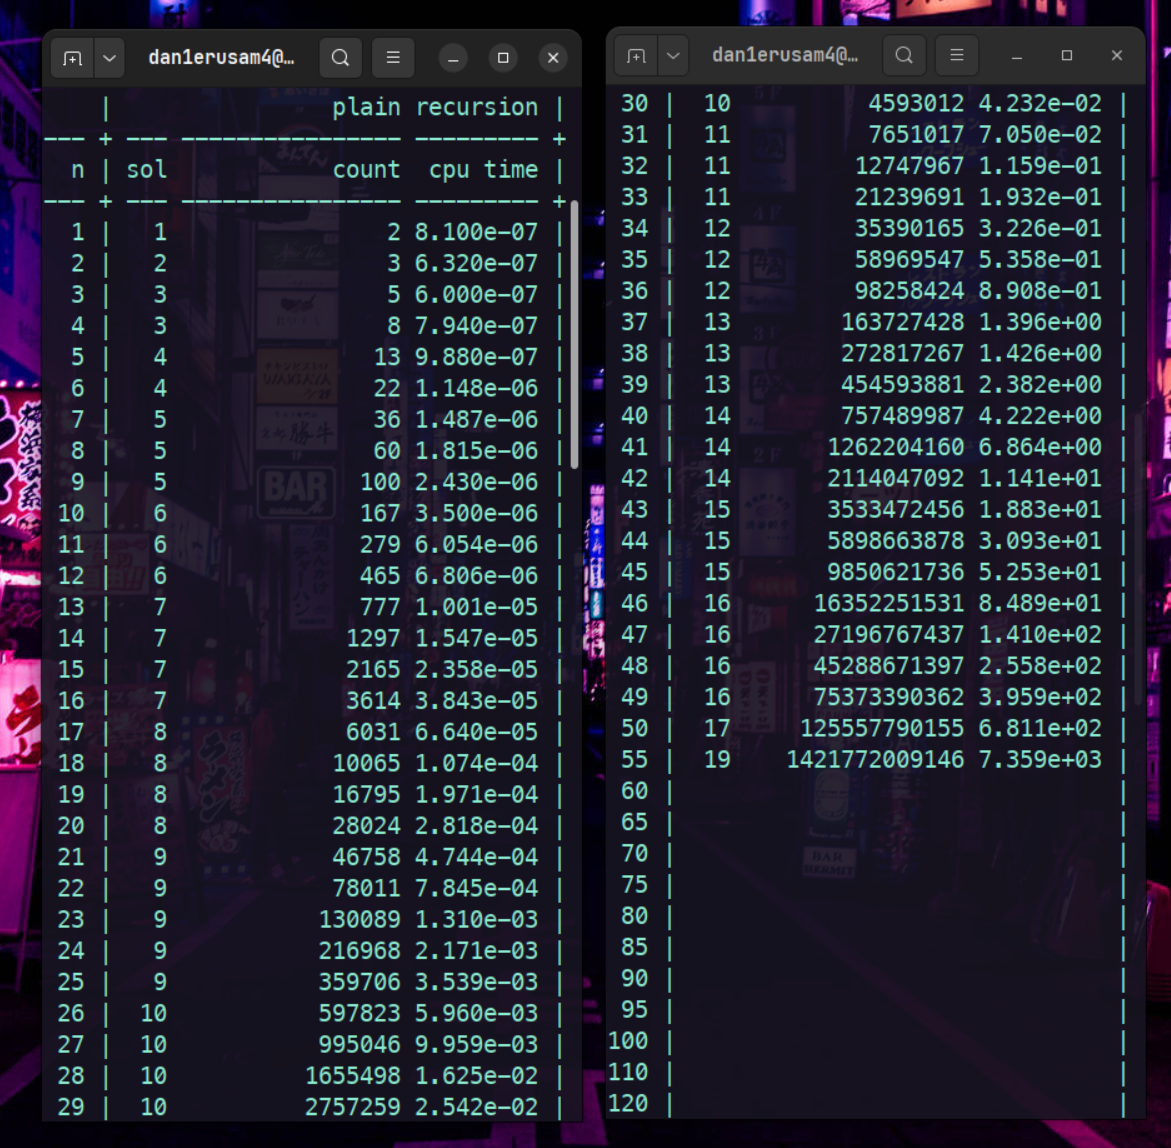 dan1erusam4@…
| plain recursion |
--- + --- ---------------- --------- +
n | sol count cpu time |
--- + --- ---------------- --------- +
1 | 1 2 8.100e-07 |
2 | 2 3 6.320e-07 |
3 | 3 5 6.000e-07 |
4 | 3 8 7.940e-07 |
5 | 4 13 9.880e-07 |
6 | 4 22 1.148e-06 |
7 | 5 36 1.487e-06 |
8 | 5 60 1.815e-06 |
9 | 5 100 2.430e-06 |
10 | 6 167 3.500e-06 |
11 | 6 279 6.054e-06 |
12 | 6 465 6.806e-06 |
13 | 7 777 1.001e-05 |
14 | 7 1297 1.547e-05 |
15 | 7 2165 2.358e-05 |
16 | 7 3614 3.843e-05 |
17 | 8 6031 6.640e-05 |
18 | 8 10065 1.074e-04 |
19 | 8 16795 1.971e-04 |
20 | 8 28024 2.818e-04 |
21 | 9 46758 4.744e-04 |
22 | 9 78011 7.845e-04 |
23 | 9 130089 1.310e-03 |
24 | 9 216968 2.171e-03 |
25 | 9 359706 3.539e-03 |
26 | 10 597823 5.960e-03 |
27 | 10 995046 9.959e-03 |
28 | 10 1655498 1.625e-02 |
29 | 10 2757259 2.542e-02 |
dan1erusam4@…
30 | 10 4593012 4.232e-02 |
31 | 11 7651017 7.050e-02 |
32 | 11 12747967 1.159e-01 |
33 | 11 21239691 1.932e-01 |
34 | 12 35390165 3.226e-01 |
35 | 12 58969547 5.358e-01 |
36 | 12 98258424 8.908e-01 |
37 | 13 163727428 1.396e+00 |
38 | 13 272817267 1.426e+00 |
39 | 13 454593881 2.382e+00 |
40 | 14 757489987 4.222e+00 |
41 | 14 1262204160 6.864e+00 |
42 | 14 2114047092 1.141e+01 |
43 | 15 3533472456 1.883e+01 |
44 | 15 5898663878 3.093e+01 |
45 | 15 9850621736 5.253e+01 |
46 | 16 16352251531 8.489e+01 |
47 | 16 27196767437 1.410e+02 |
48 | 16 45288671397 2.558e+02 |
49 | 16 75373390362 3.959e+02 |
50 | 17 125557790155 6.811e+02 |
55 | 19 1421772009146 7.359e+03 |
60 | |
65 | |
70 | |
75 | |
80 | |
85 | |
90 | |
95 | |
100 | |
110 | |
120 | |
BAR